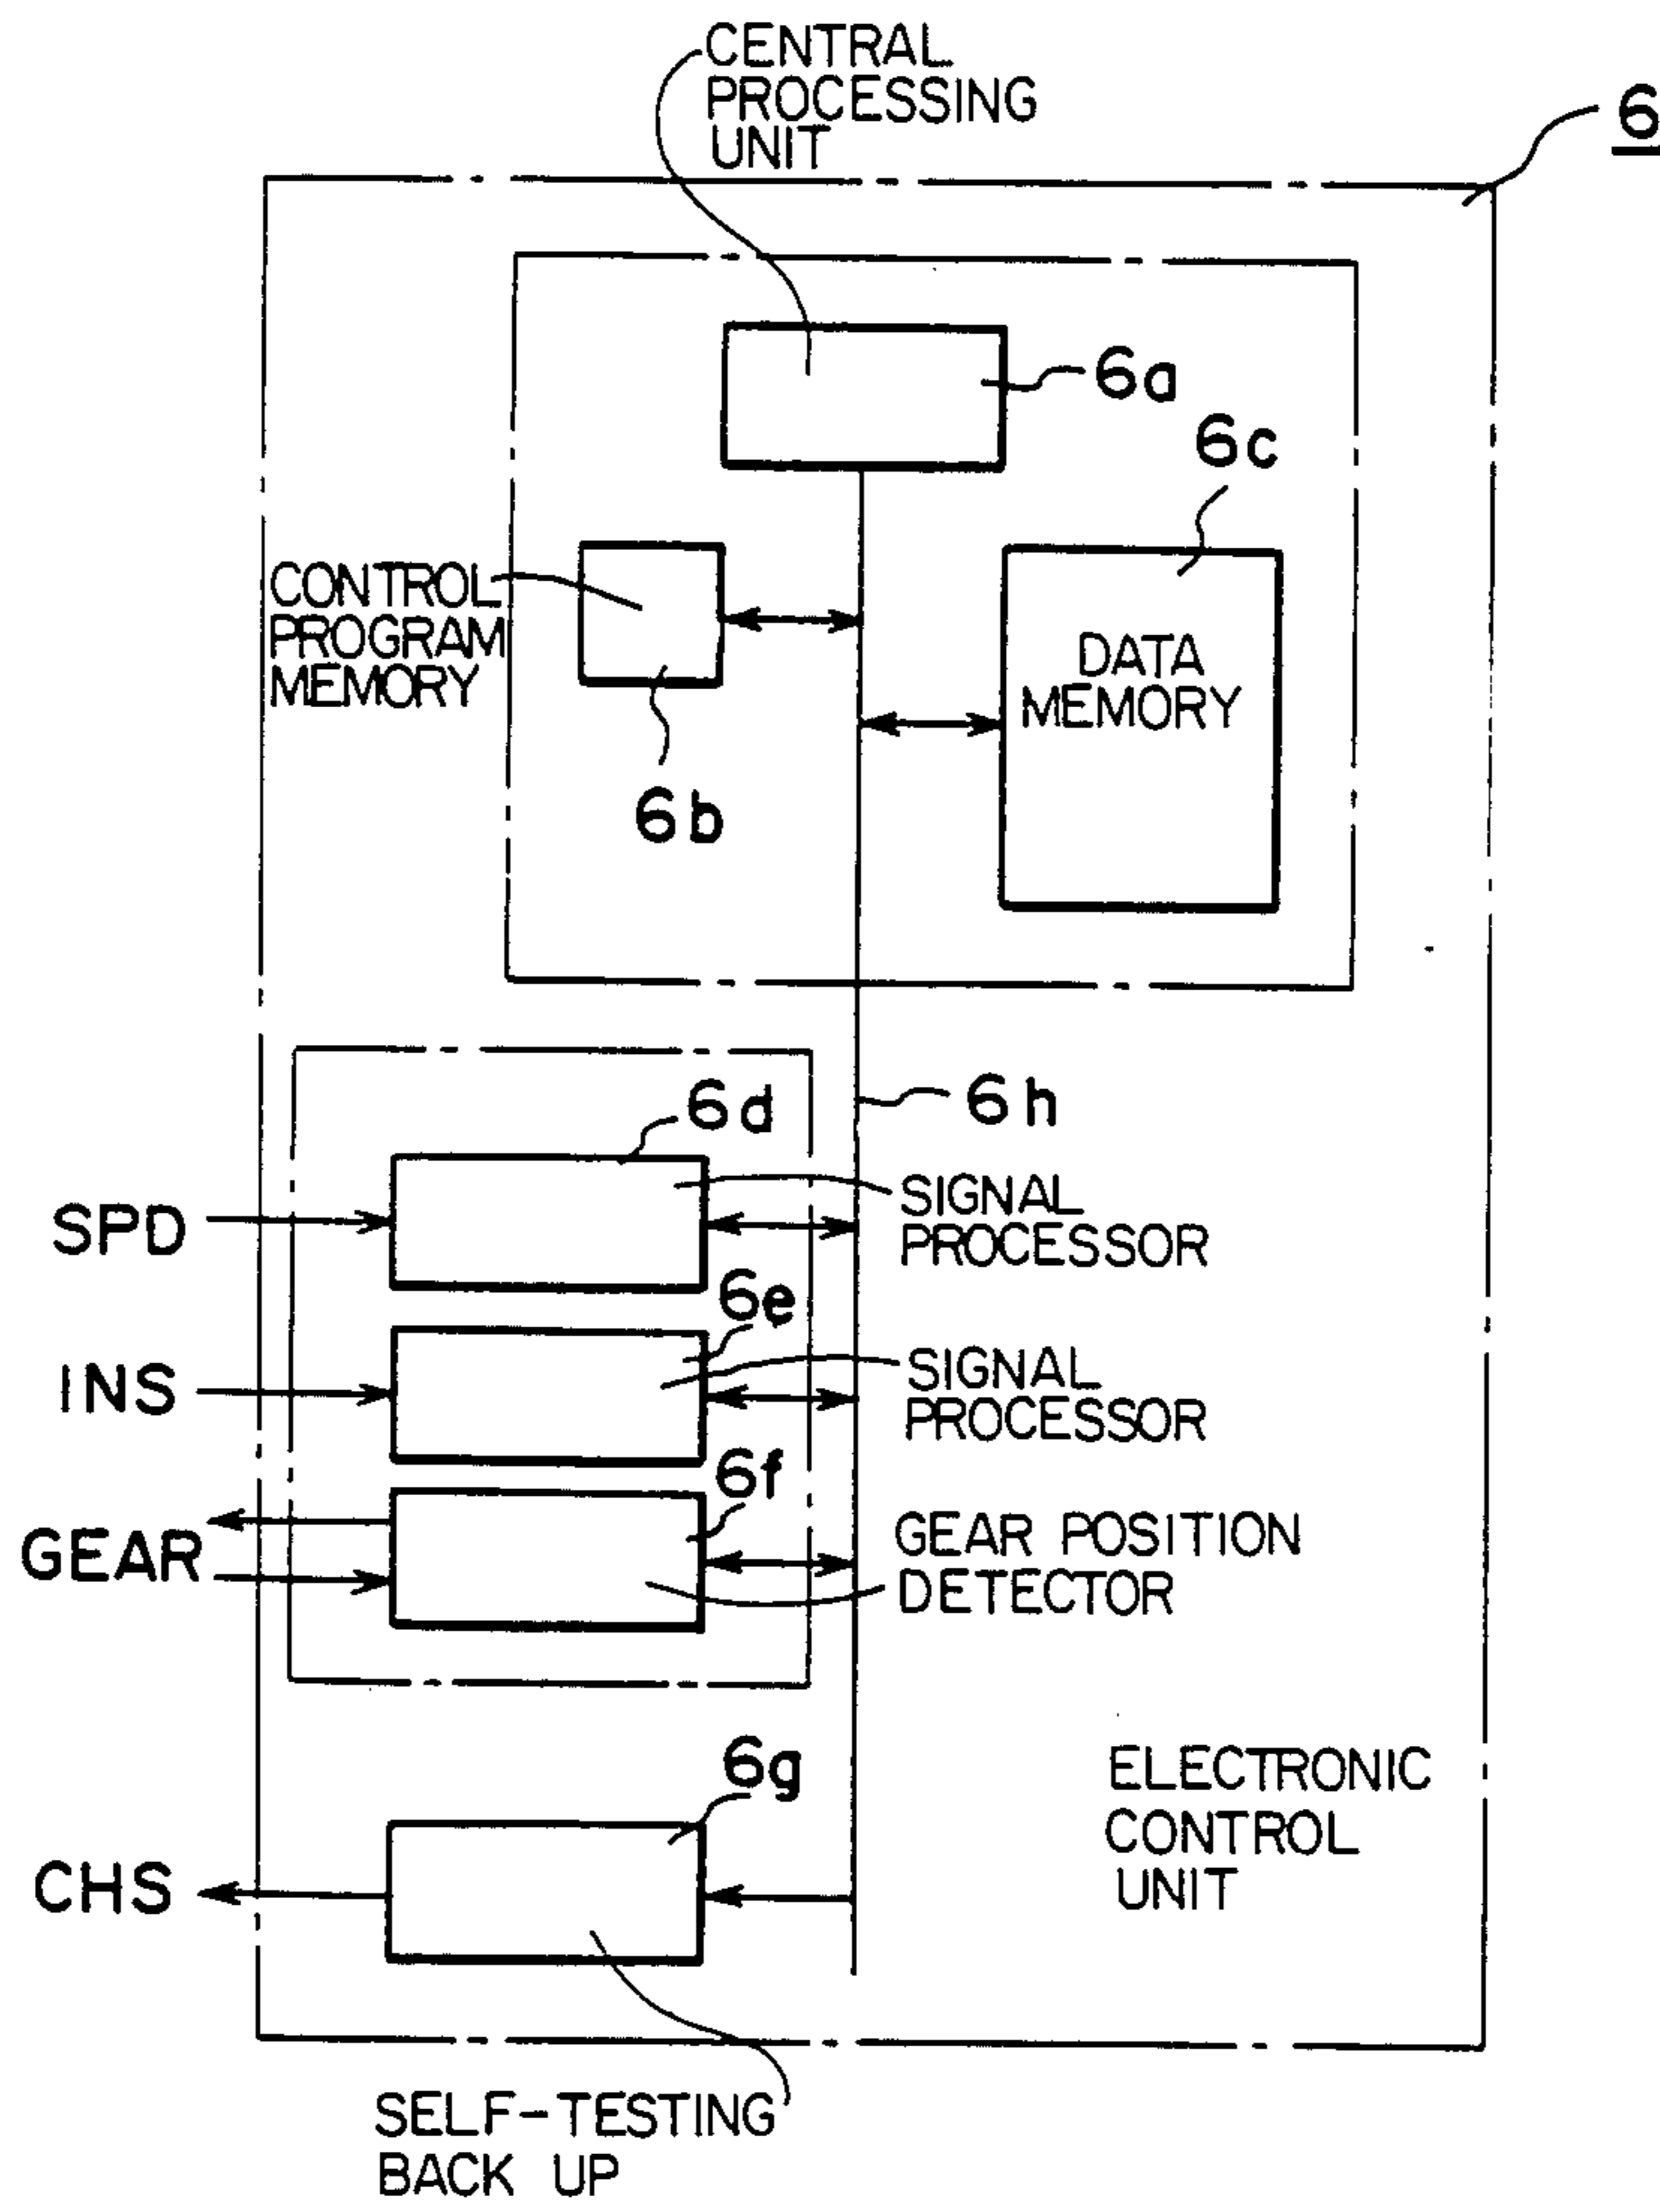 CENTRAL
PROCESSING
UNIT
6
6a
6c
CONTROL
PROGRAM
MEMORY
DATA
MEMORY
6b
6h
6d
SPD
SIGNAL
PROCESSOR
6e
INS
SIGNAL
PROCESSOR
6f
GEAR
GEAR POSITION
DETECTOR
6g
ELECTRONIC
CONTROL
UNIT
CHS
SELF-TESTING
BACK UP